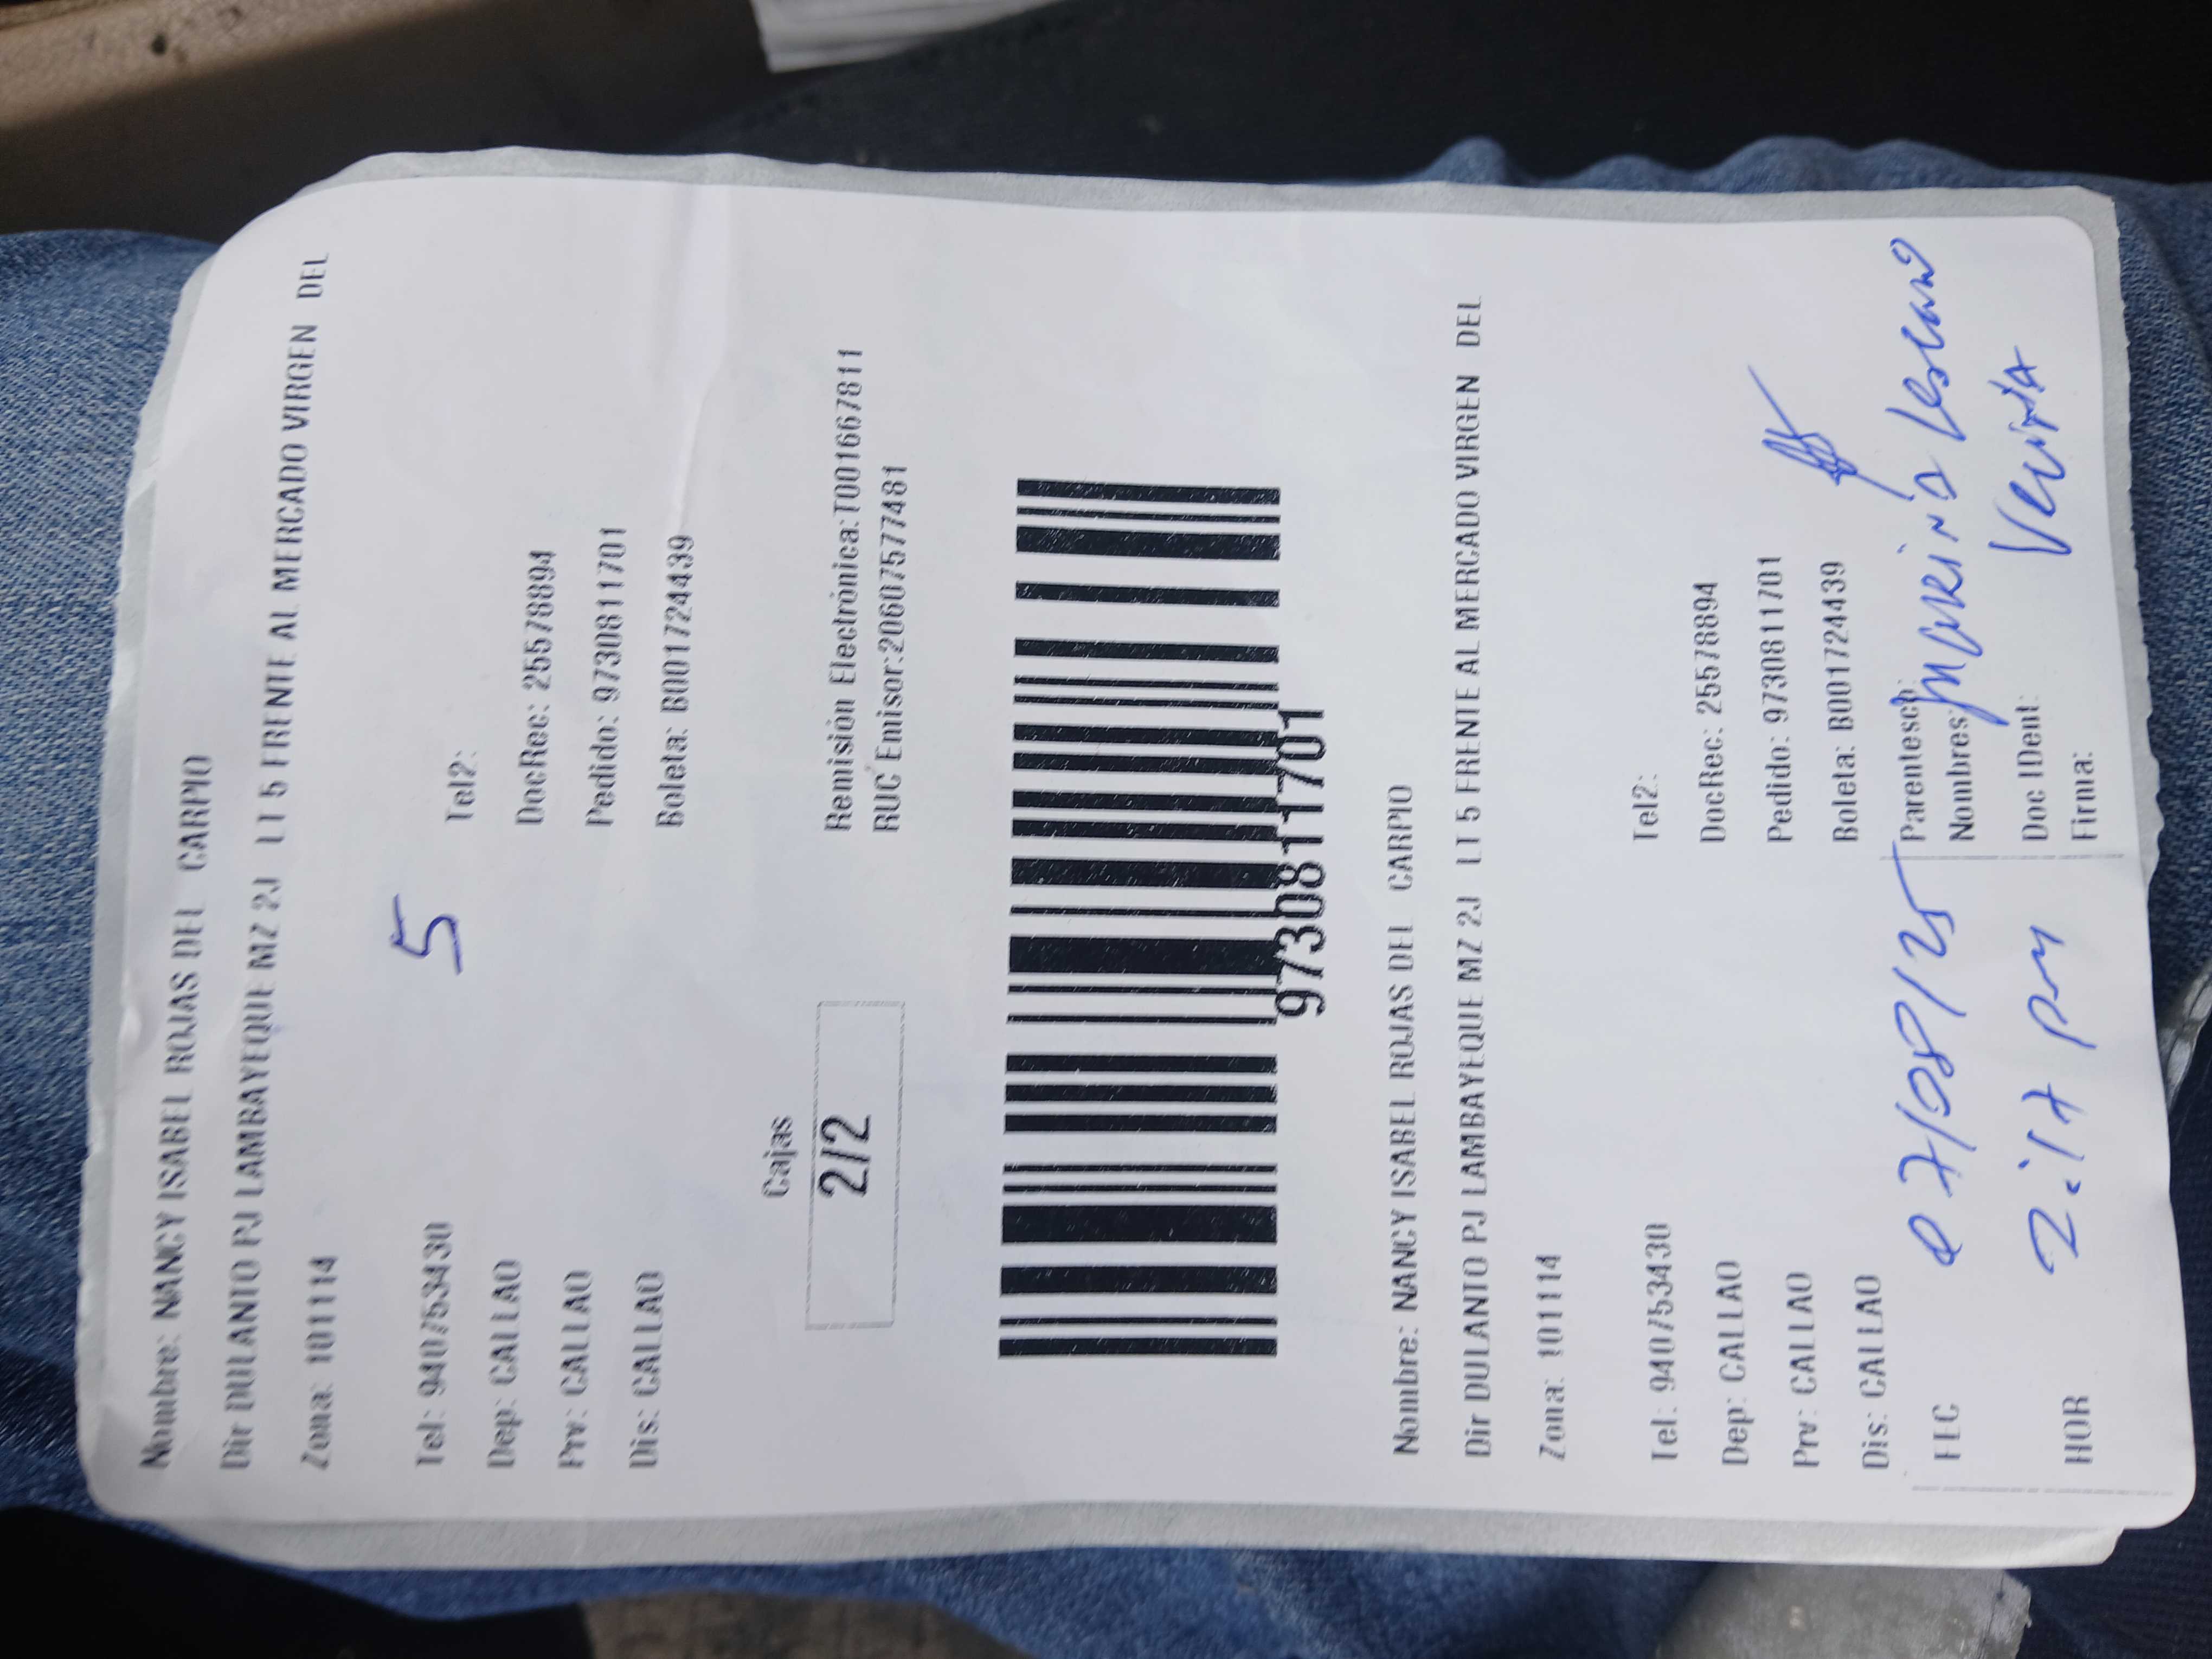 Nombre: NANCY ISABEL ROJAS DEL CARPIO
Dir DULANTO PJ LAMBAYEQUE MZ 2J LT 5 FRENTE AL MERCADO VIRGEN DEL
Zona: 101114
5
Tel: 940753430 Tel2:
Dep: CALLAO DocRec: 25578894
Prv: CALLAO Pedido: 9730811701
Dis: CALLAO Boleta: B001724439
Cajas
2/2
Remisión Electrónica:T001667811
RUC Emisor:20607577481
9730811701
Nombre: NANCY ISABEL ROJAS DEL CARPIO
Dir DULANTO PJ LAMBAYEQUE MZ 2J LT 5 FRENTE AL MERCADO VIRGEN DEL
Zona: 101114
Tel: 940753430 Tel2:
Dep: CALLAO DocRec: 25578894
Prv: CALLAO Pedido: 9730811701
Dis: CALLAO Boleta: B001724439
FEC 07/08/25 Parentesco:
Nombres:
HOR 2:17 pm Doc IDent:
Firma: